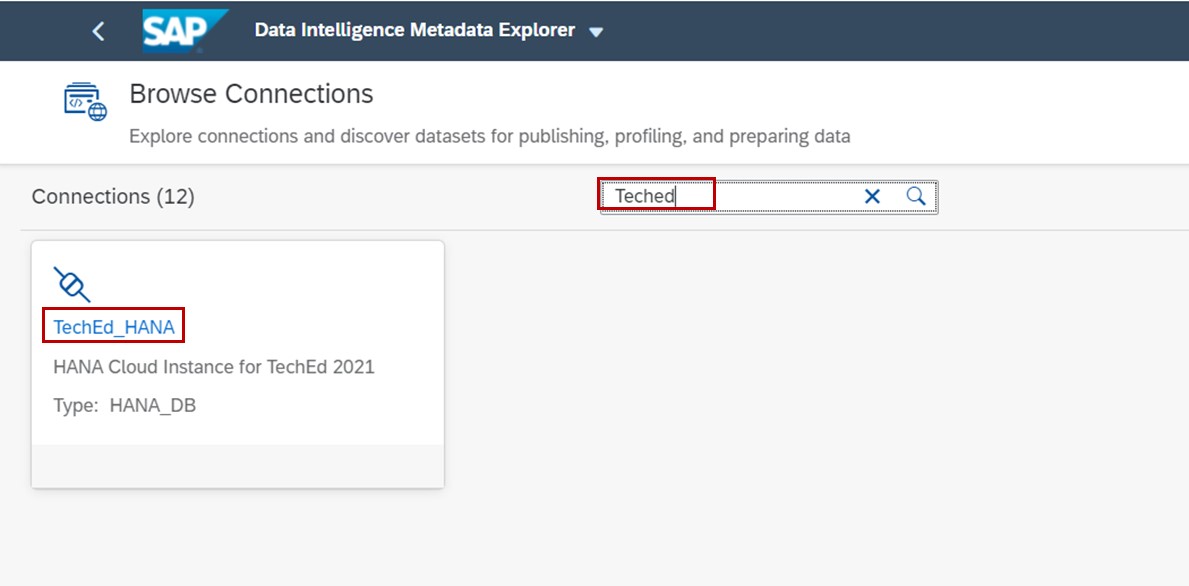 SAP Data Intelligence Metadata Explorer
Browse Connections
Explore connections and discover datasets for publishing, profiling, and preparing data
Connections (12)
Teched
TechEd_HANA
HANA Cloud Instance for TechEd 2021
Type: HANA_DB